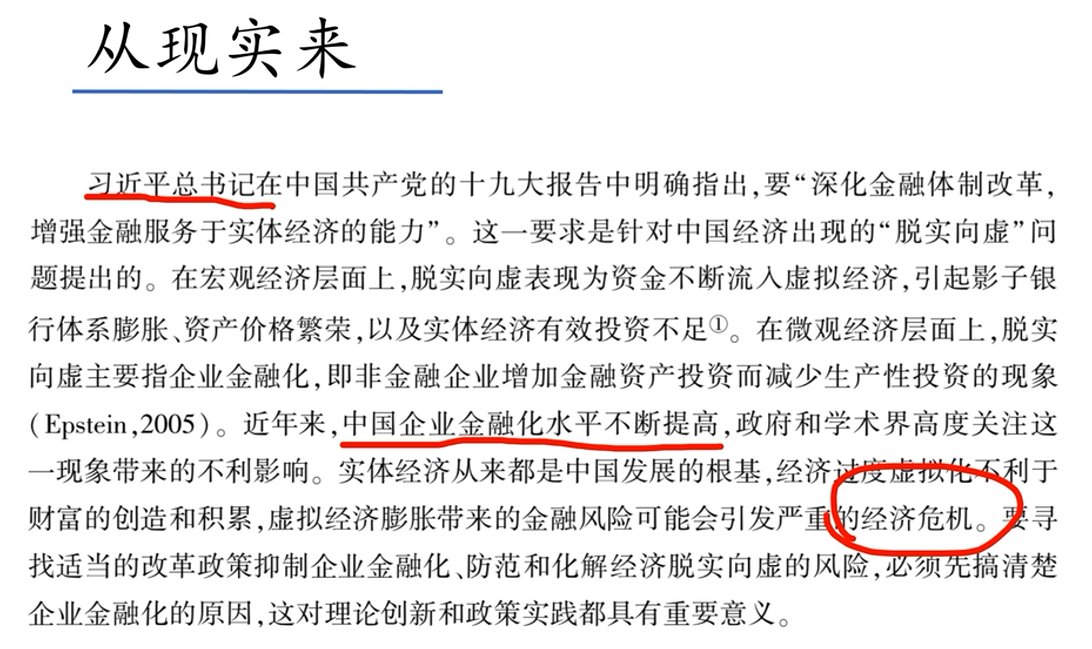 从现实来
习近平总书记在中国共产党的十九大报告中明确指出,要“深化金融体制改革,
增强金融服务于实体经济的能力”。这一要求是针对中国经济出现的“脱实向虚”问
题提出的。在宏观经济层面上,脱实向虚表现为资金不断流入虚拟经济,引起影子银
行体系膨胀、资产价格繁荣,以及实体经济有效投资不足①。在微观经济层面上,脱实
向虚主要指企业金融化,即非金融企业增加金融资产投资而减少生产性投资的现象
(Epstein,2005)。近年来,中国企业金融化水平不断提高,政府和学术界高度关注这
一现象带来的不利影响。实体经济从来都是中国发展的根基,经济过度虚拟化不利于
财富的创造和积累,虚拟经济膨胀带来的金融风险可能会引发严重的经济危机。要寻
找适当的改革政策抑制企业金融化、防范和化解经济脱实向虚的风险,必须先搞清楚
企业金融化的原因,这对理论创新和政策实践都具有重要意义。